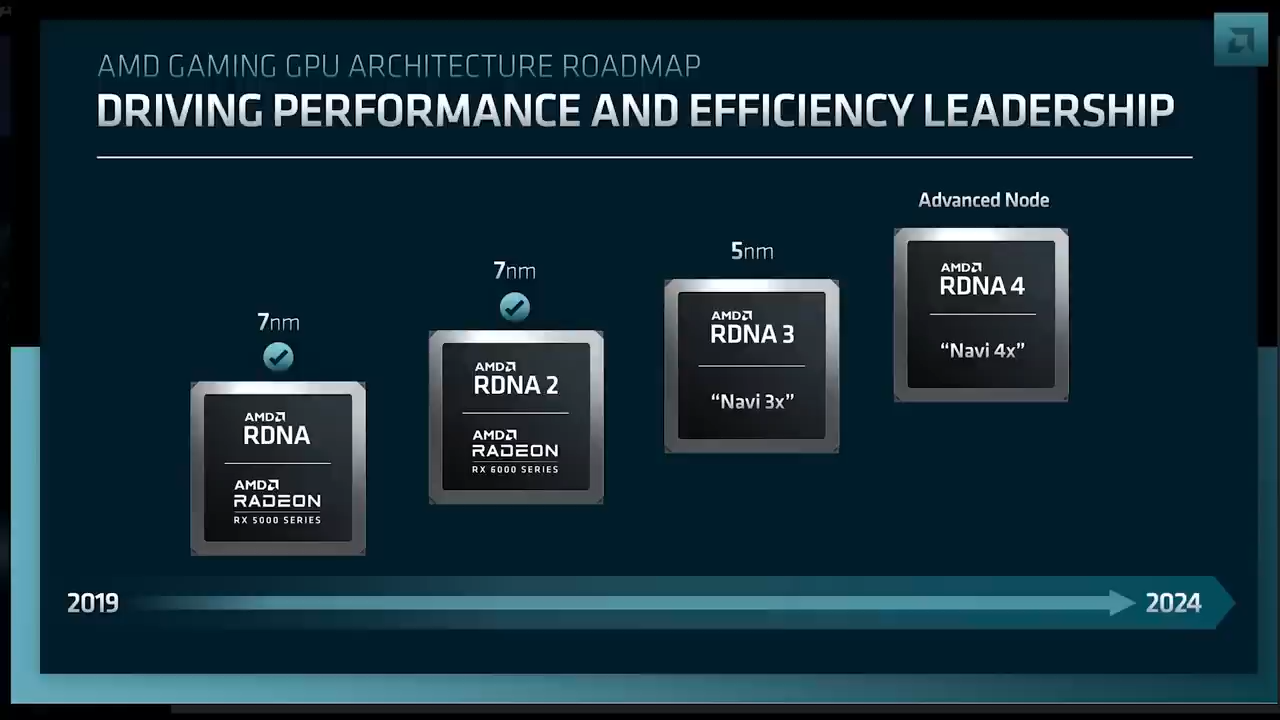 AMD GAMING GPU ARCHITECTURE ROADMAP
DRIVING PERFORMANCE AND EFFICIENCY LEADERSHIP
7nm
AMD
RDNA
AMD
RADEON
RX 5000 SERIES
7nm
AMD
RDNA 2
AMD
RADEON
RX 6000 SERIES
5nm
AMD
RDNA 3
“Navi 3x”
Advanced Node
AMD
RDNA 4
“Navi 4x”
2019
2024